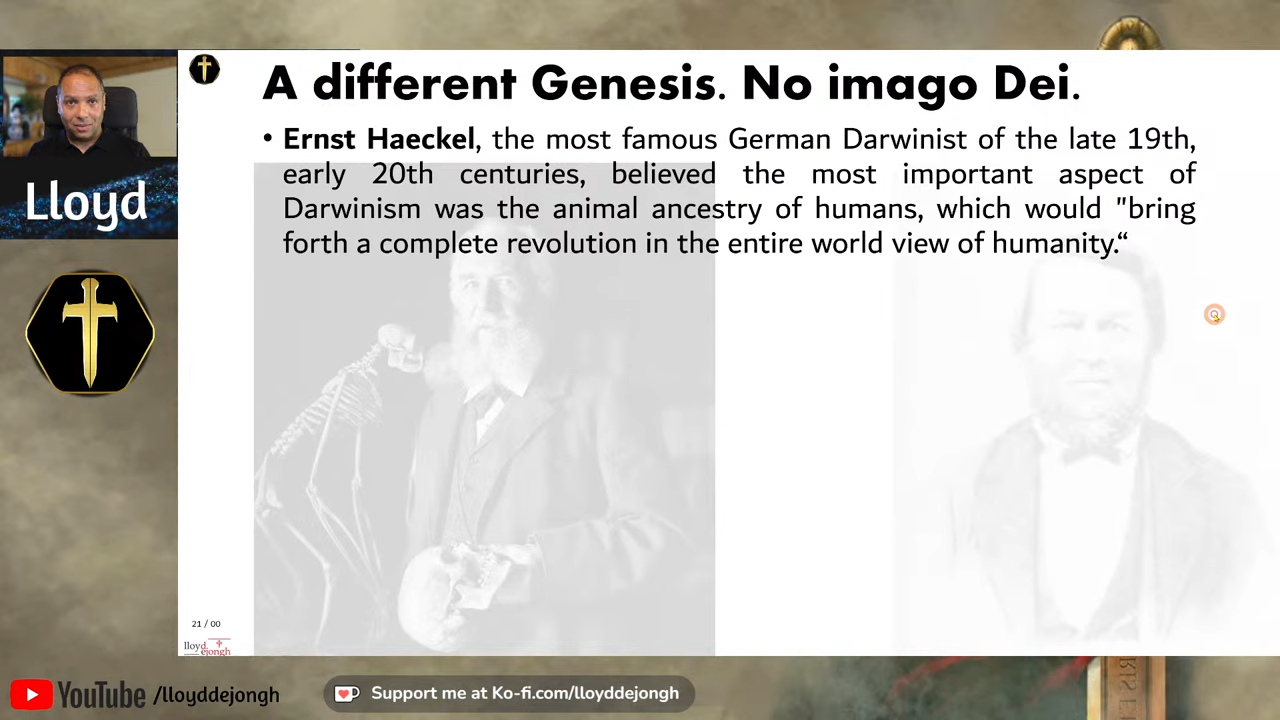 A different Genesis. No imago Dei.
• Ernst Haeckel, the most famous German Darwinist of the late 19th,
early 20th centuries, believed the most important aspect of
Darwinism was the animal ancestry of humans, which would "bring
forth a complete revolution in the entire world view of humanity.“
Lloyd
21 / 00
lloyd
ejongh
YouTube /lloyddejongh
Support me at Ko-fi.com/lloyddejongh